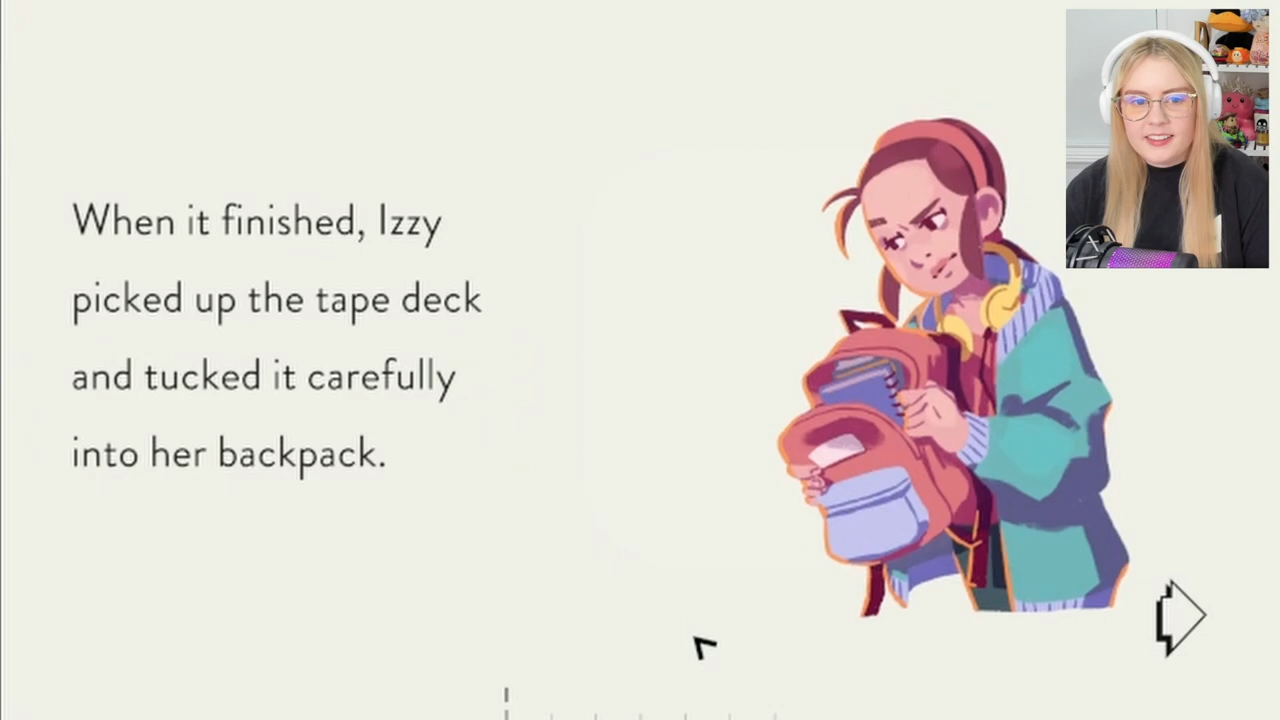 When it finished, Izzy
picked up the tape deck
and tucked it carefully
into her backpack.